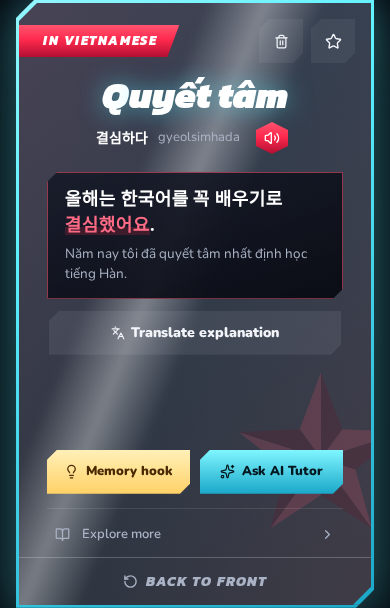 IN VIETNAMESE
Quyết tâm
결심하다 gyeolsimhada
올해는 한국어를 꼭 배우기로
결심했어요.
Năm nay tôi đã quyết tâm nhất định học
tiếng Hàn.
Translate explanation
Memory hook
Ask AI Tutor
Explore more
BACK TO FRONT